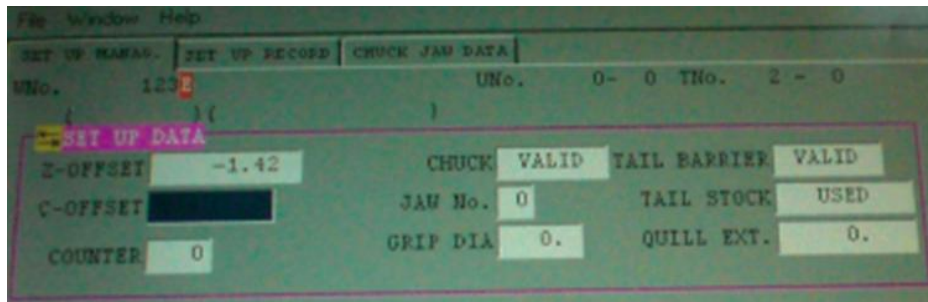 File Window Help
SET UP MANAG. SET UP RECORD CHUCK JAW DATA
WNo. 123 UNo. 0- 0 TNo. 2 - 0
( )( )
SET UP DATA
Z-OFFSET -1.42 CHUCK VALID TAIL BARRIER VALID
C-OFFSET JAW No. 0 TAIL STOCK USED
COUNTER 0 GRIP DIA 0. QUILL EXT. 0.